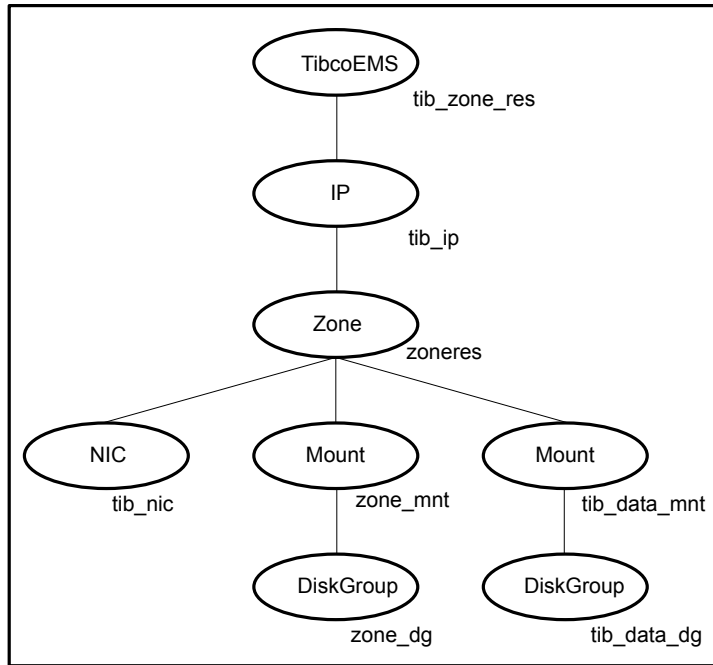 TibcoEMS
tib_zone_res
IP
tib_ip
Zone
zoneres
NIC
Mount
Mount
tib_nic
zone_mnt
tib_data_mnt
DiskGroup
DiskGroup
zone_dg
tib_data_dg